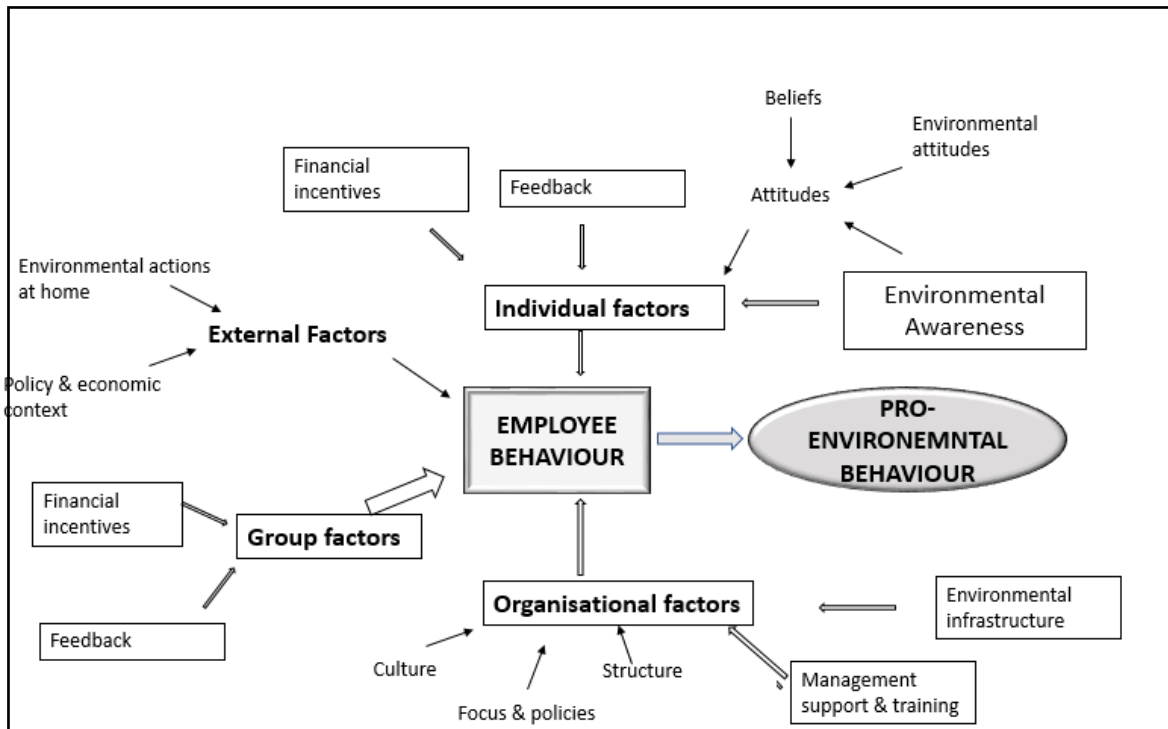 Beliefs
Environmental
attitudes
Financial
incentives
Feedback
Attitudes
Environmental actions
at home
Individual factors
Environmental
Awareness
External Factors
Policy & economic
context
EMPLOYEE
BEHAVIOUR
PRO-
ENVIRONEMNTAL
BEHAVIOUR
Financial
incentives
Group factors
Organisational factors
Environmental
infrastructure
Feedback
Culture
Structure
Management
support & training
Focus & policies